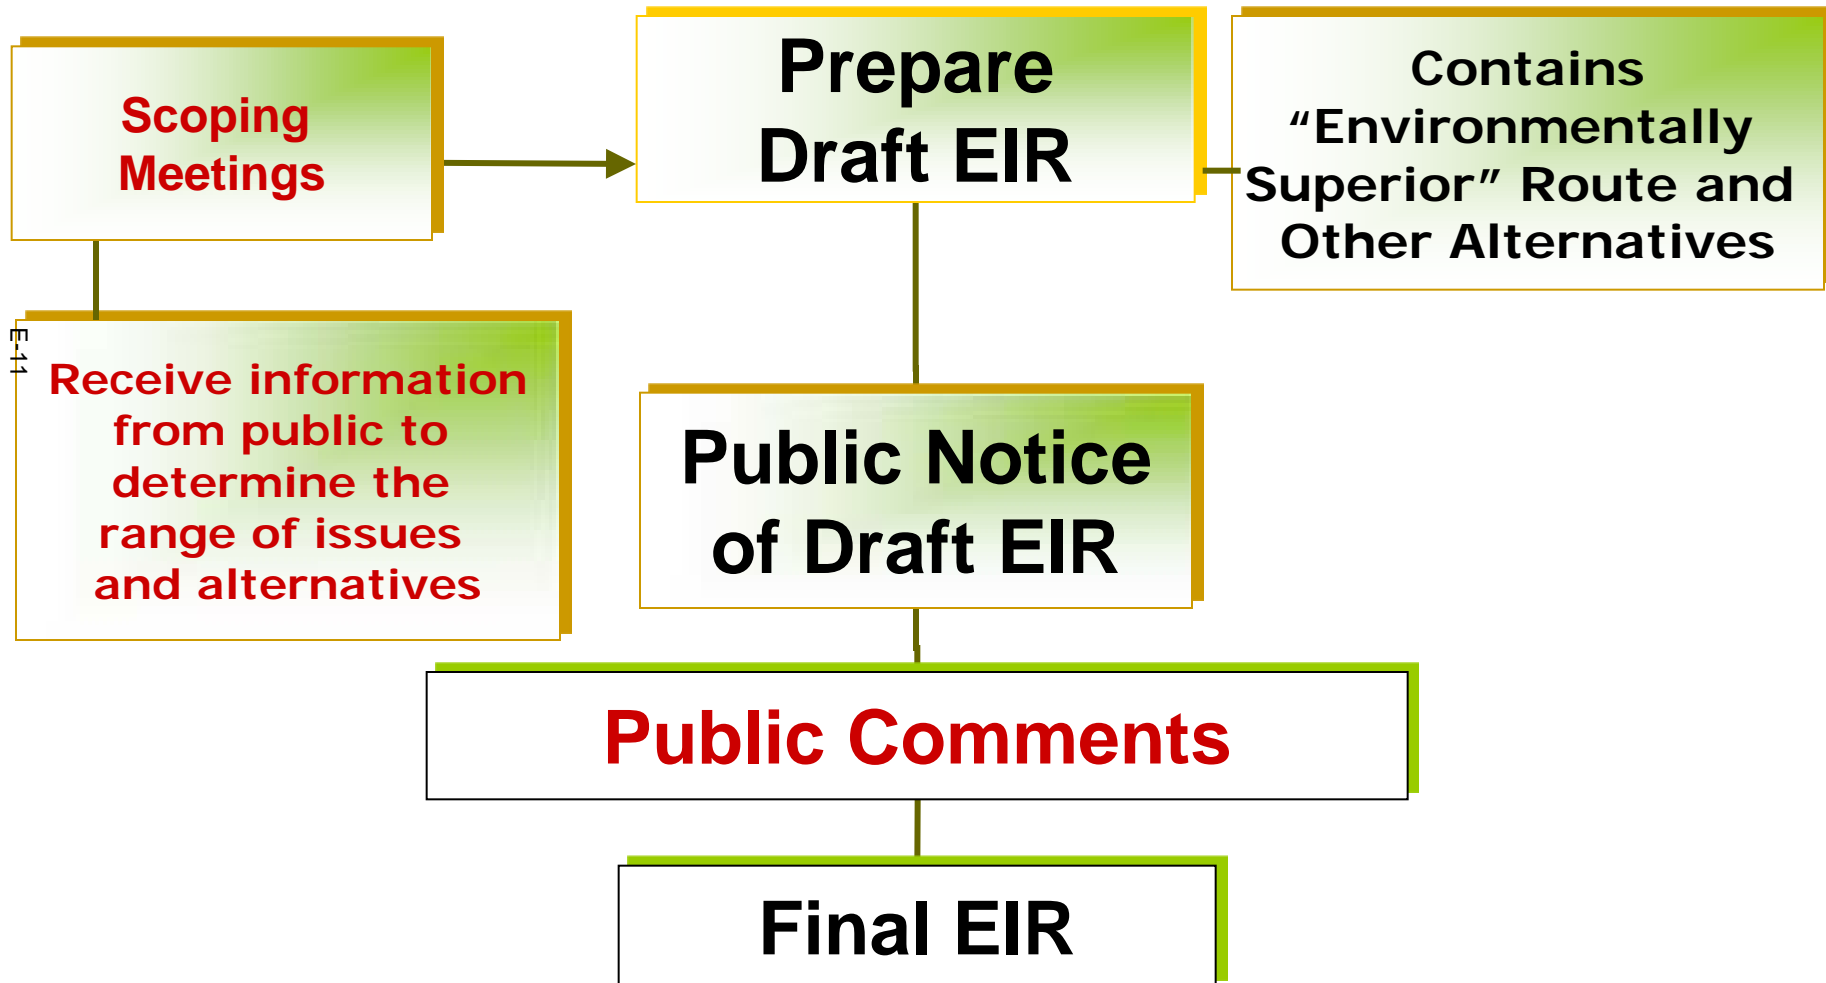 Scoping
Meetings
Prepare
Draft EIR
Contains
“Environmentally
Superior” Route and
Other Alternatives
E-11
Receive information
from public to
determine the
range of issues
and alternatives
Public Notice
of Draft EIR
Public Comments
Final EIR